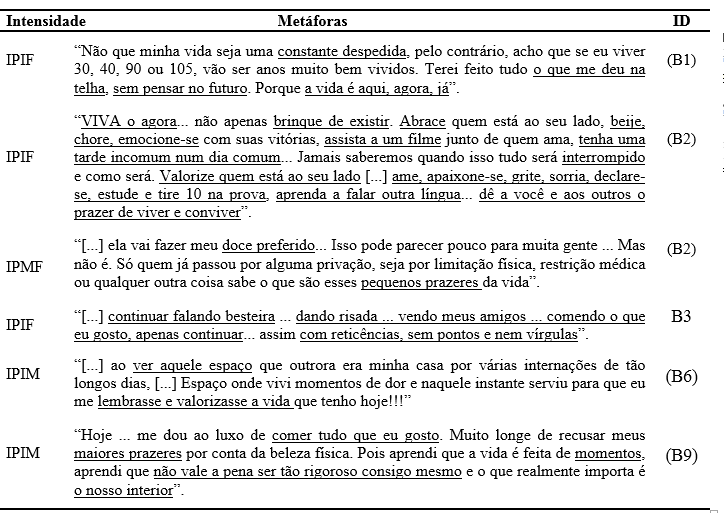 Intensidade Metáforas ID
“Não que minha vida seja uma constante despedida, pelo contrário, acho que se eu viver
IPIF 30, 40, 90 ou 105, vão ser anos muito bem vividos. Terei feito tudo o que me deu na (B1)
telha, sem pensar no futuro. Porque a vida é aqui, agora, já”.
“VIVA o agora... não apenas brinque de existir. Abrace quem está ao seu lado, beije,
chore, emocione-se com suas vitórias, assista a um filme junto de quem ama, tenha uma (B2)
IPIF tarde incomum num dia comum... Jamais saberemos quando isso tudo será interrompido
e como será. Valorize quem está ao seu lado [...] ame, apaixone-se, grite, sorria, declare-
se, estude e tire 10 na prova, aprenda a falar outra língua... dê a você e aos outros o
prazer de viver e conviver”.
“[...] ela vai fazer meu doce preferido... Isso pode parecer pouco para muita gente ... Mas (B2)
IPMF não é. Só quem já passou por alguma privação, seja por limitação física, restrição médica
ou qualquer outra coisa sabe o que são esses pequenos prazeres da vida”.
IPIF “[...] continuar falando besteira ... dando risada ... vendo meus amigos ... comendo o que B3
eu gosto, apenas continuar... assim com reticências, sem pontos e nem vírgulas”.
“[...] ao ver aquele espaço que outrora era minha casa por várias internações de tão
IPIM longos dias, [...] Espaço onde vivi momentos de dor e naquele instante serviu para que eu (B6)
me lembrasse e valorizasse a vida que tenho hoje!!!”
“Hoje ... me dou ao luxo de comer tudo que eu gosto. Muito longe de recusar meus
IPIM maiores prazeres por conta da beleza física. Pois aprendi que a vida é feita de momentos, (B9)
aprendi que não vale a pena ser tão rigoroso consigo mesmo e o que realmente importa é
o nosso interior”.